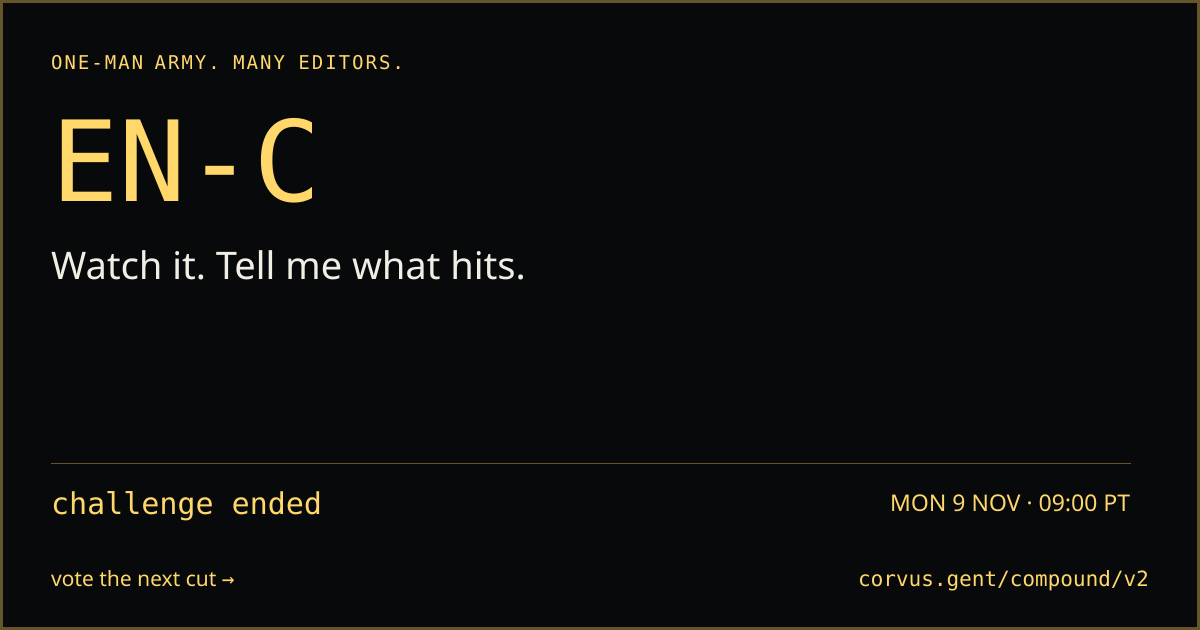 ONE-MAN ARMY. MANY EDITORS.
EN-C
Watch it. Tell me what hits.
challenge ended
MON 9 NOV · 09:00 PT
vote the next cut →
corvus.gent/compound/v2